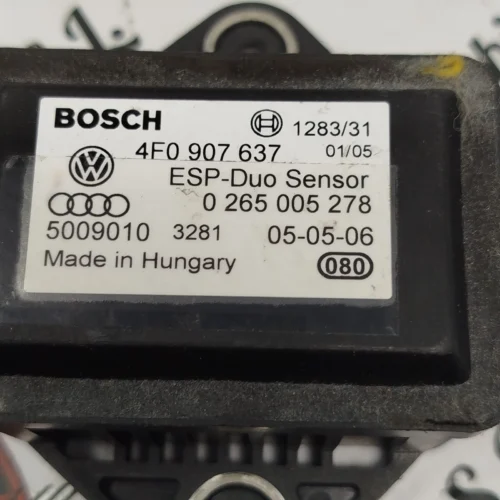 BOSCH 1283/31
4F0 907 637 01/05
ESP-Duo Sensor
0 265 005 278
5009010 3281 05-05-06
Made in Hungary 080